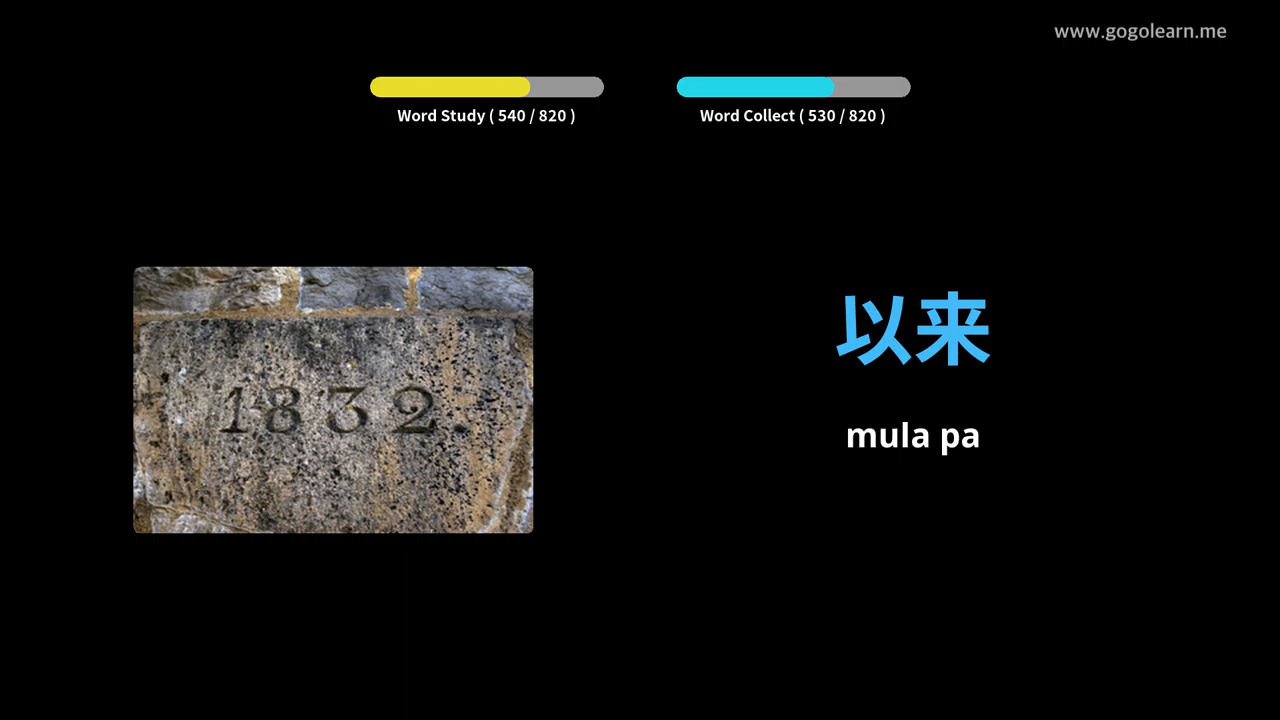 www.gogolearn.me
Word Study ( 540 / 820 )
Word Collect ( 530 / 820 )
1832.
以来
mula pa